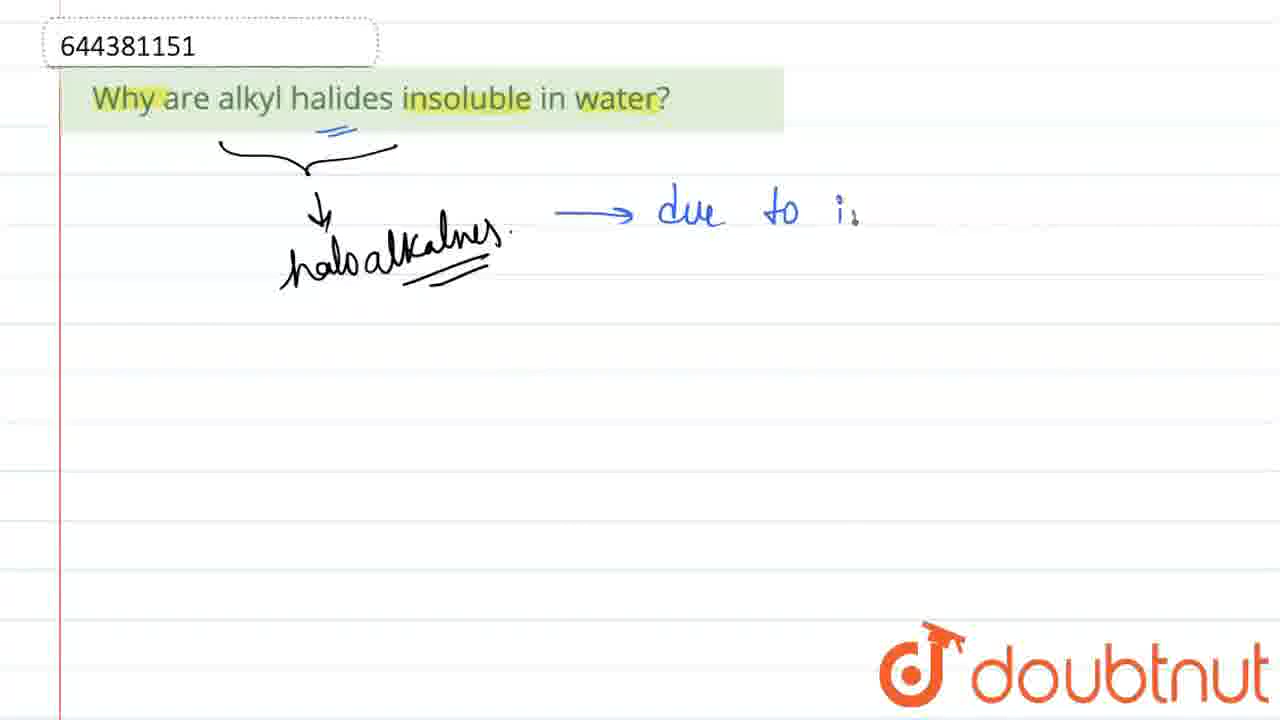 644381151
Why are alkyl halides insoluble in water?
haloalkalnes. → due to i
doubtnut